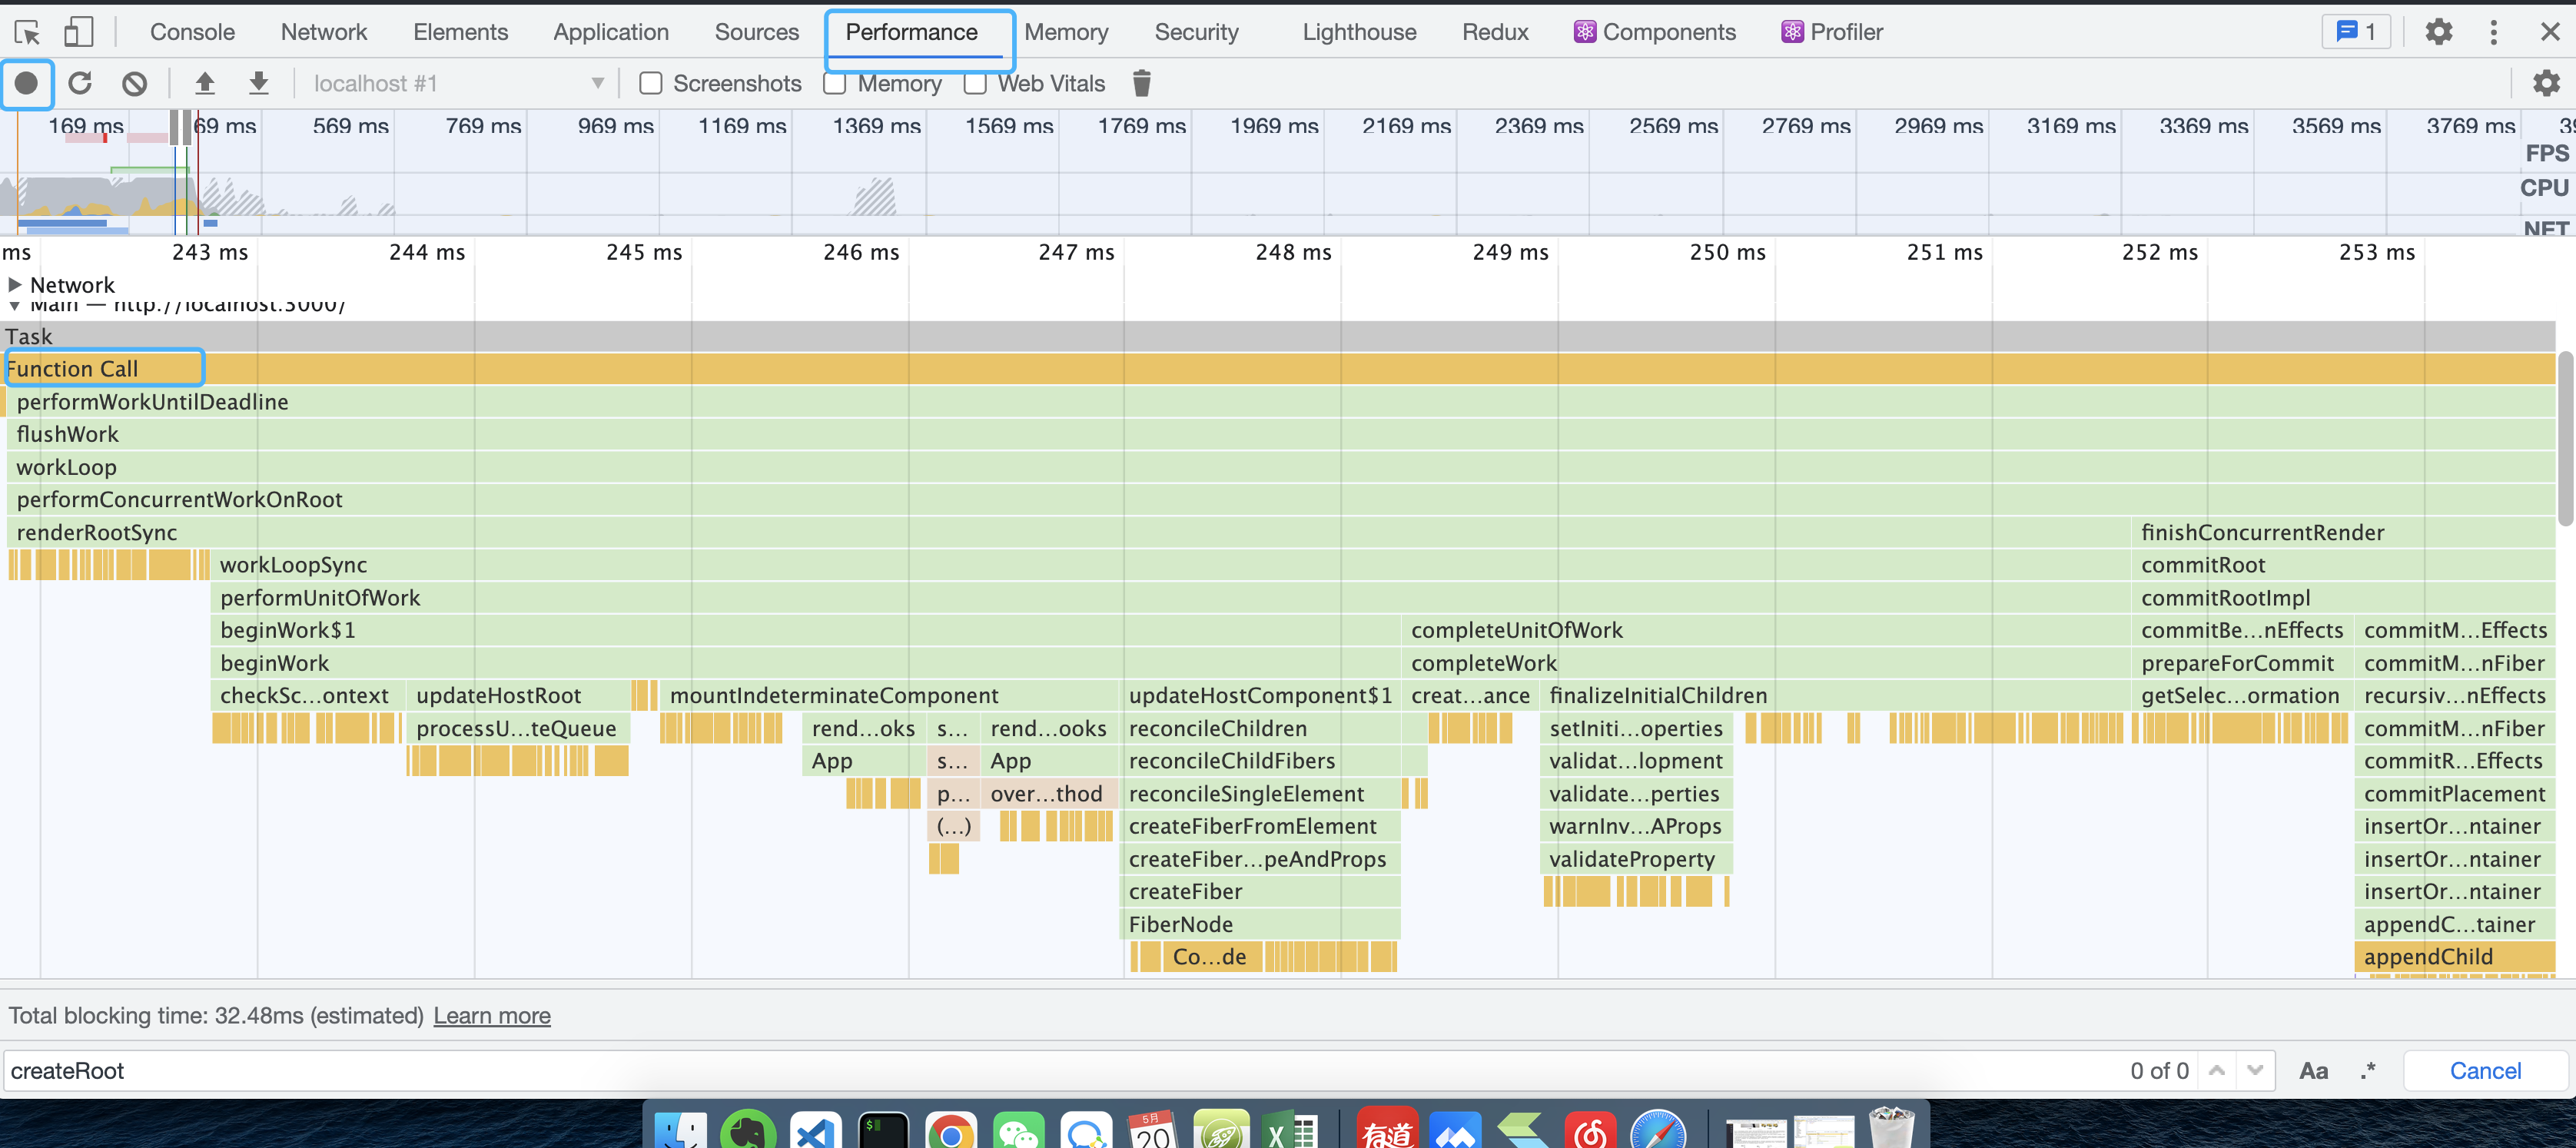 Console Network Elements Application Sources Performance Memory Security Lighthouse Redux Components Profiler 1
localhost #1 Screenshots Memory Web Vitals
169 ms 69 ms 569 ms 769 ms 969 ms 1169 ms 1369 ms 1569 ms 1769 ms 1969 ms 2169 ms 2369 ms 2569 ms 2769 ms 2969 ms 3169 ms 3369 ms 3569 ms 3769 ms 39
FPS
CPU
NET
ms 243 ms 244 ms 245 ms 246 ms 247 ms 248 ms 249 ms 250 ms 251 ms 252 ms 253 ms
Network
Main — http://localhost:3000/
Task
Function Call
performWorkUntilDeadline
flushWork
workLoop
performConcurrentWorkOnRoot
renderRootSync finishConcurrentRender
workLoopSync commitRoot
performUnitOfWork commitRootImpl
beginWork$1 completeUnitOfWork commitBe…nEffects commitM…Effects
beginWork completeWork prepareForCommit commitM…nFiber
checkSc…ontext updateHostRoot mountIndeterminateComponent updateHostComponent$1 creat…ance finalizeInitialChildren getSelec…ormation recursiv…nEffects
processU…teQueue rend…oks s… rend…ooks reconcileChildren setIniti…operties commitM…nFiber
App s… App reconcileChildFibers validat…lopment commitR…Effects
p… over…thod reconcileSingleElement validate…perties commitPlacement
(…) createFiberFromElement warnInv…AProps insertOr…ntainer
createFiber…peAndProps validateProperty insertOr…ntainer
createFiber insertOr…ntainer
FiberNode appendC…tainer
Co…de appendChild
Total blocking time: 32.48ms (estimated) Learn more
createRoot 0 of 0 Aa .* Cancel
5月
20
有道